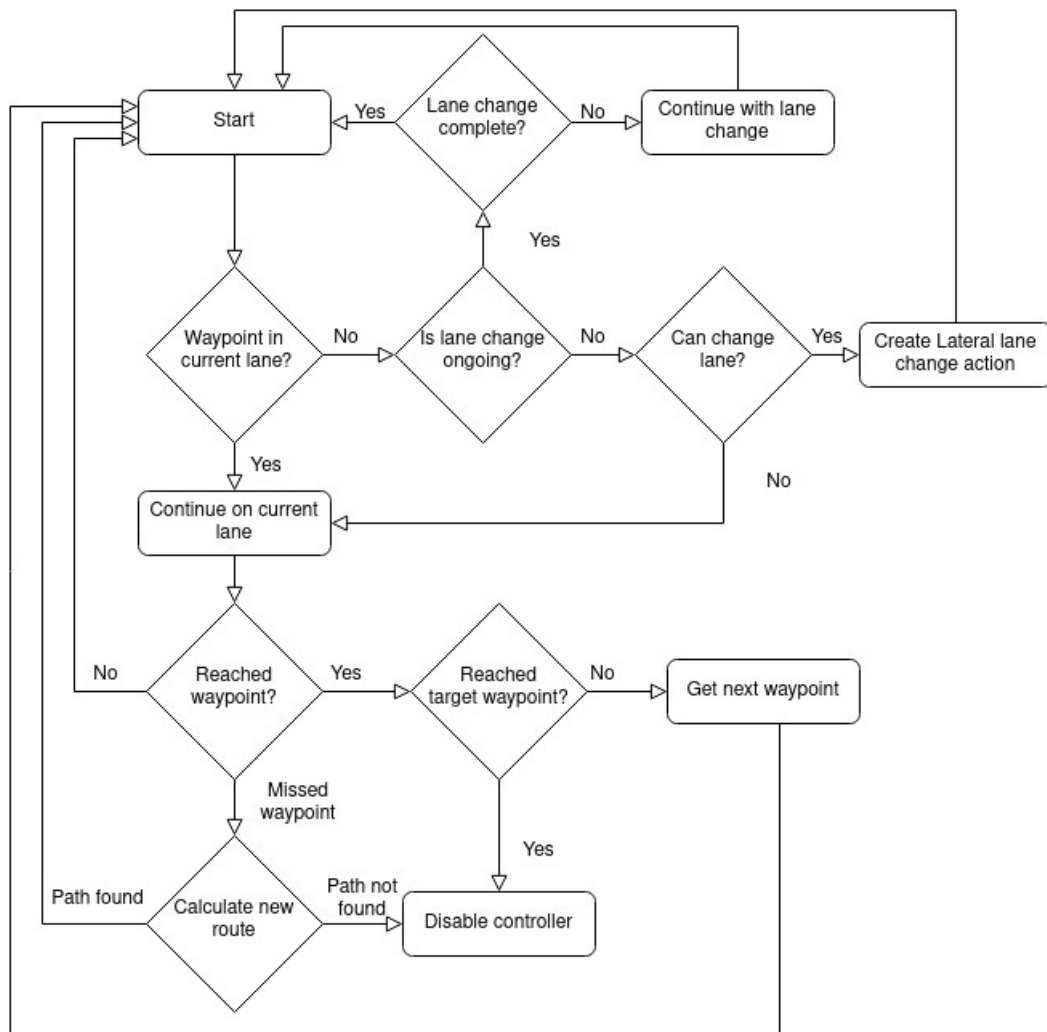 Start
Yes
Lane change
complete?
No
Continue with lane
change
Yes
Waypoint in
current lane?
No
Is lane change
ongoing?
No
Can change
lane?
Yes
Create Lateral lane
change action
Yes
No
Continue on current
lane
No
Reached
waypoint?
Yes
Reached
target waypoint?
No
Get next waypoint
Missed
waypoint
Yes
Path found
Calculate new
route
Path not
found
Disable controller